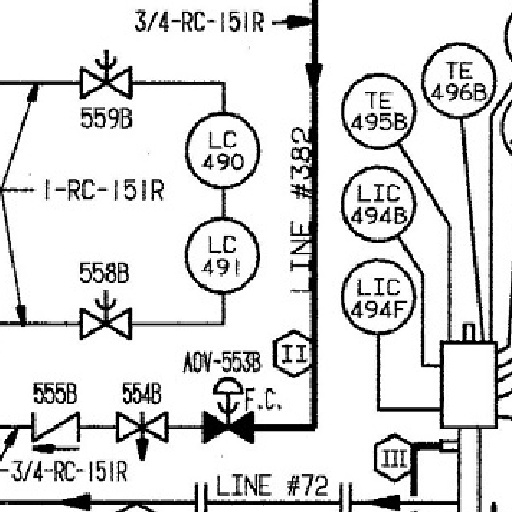 3/4-RC-151R
TE
496B
TE
495B
559B
LC
490
LINE #382
1-RC-151R
LIC
494B
LC
491
558B
LIC
494F
II
AOV-553B
F.C.
555B
554B
III
-3/4-RC-151R
LINE #72